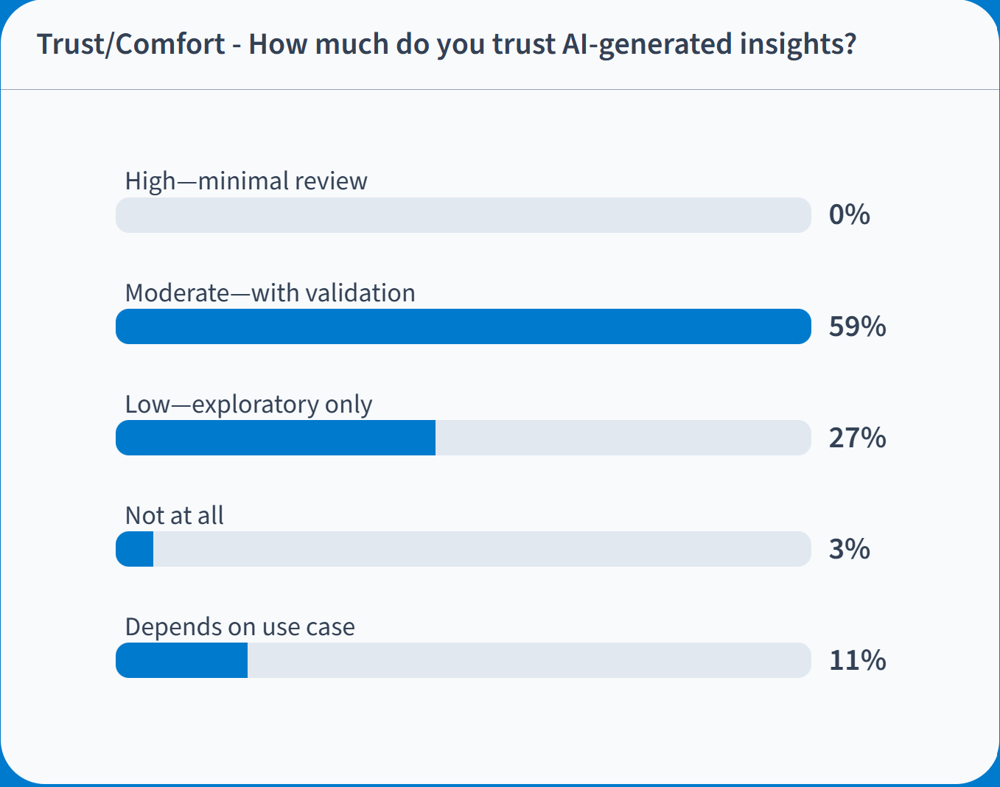 Trust/Comfort - How much do you trust AI-generated insights?
High—minimal review
0%
Moderate—with validation
59%
Low—exploratory only
27%
Not at all
3%
Depends on use case
11%